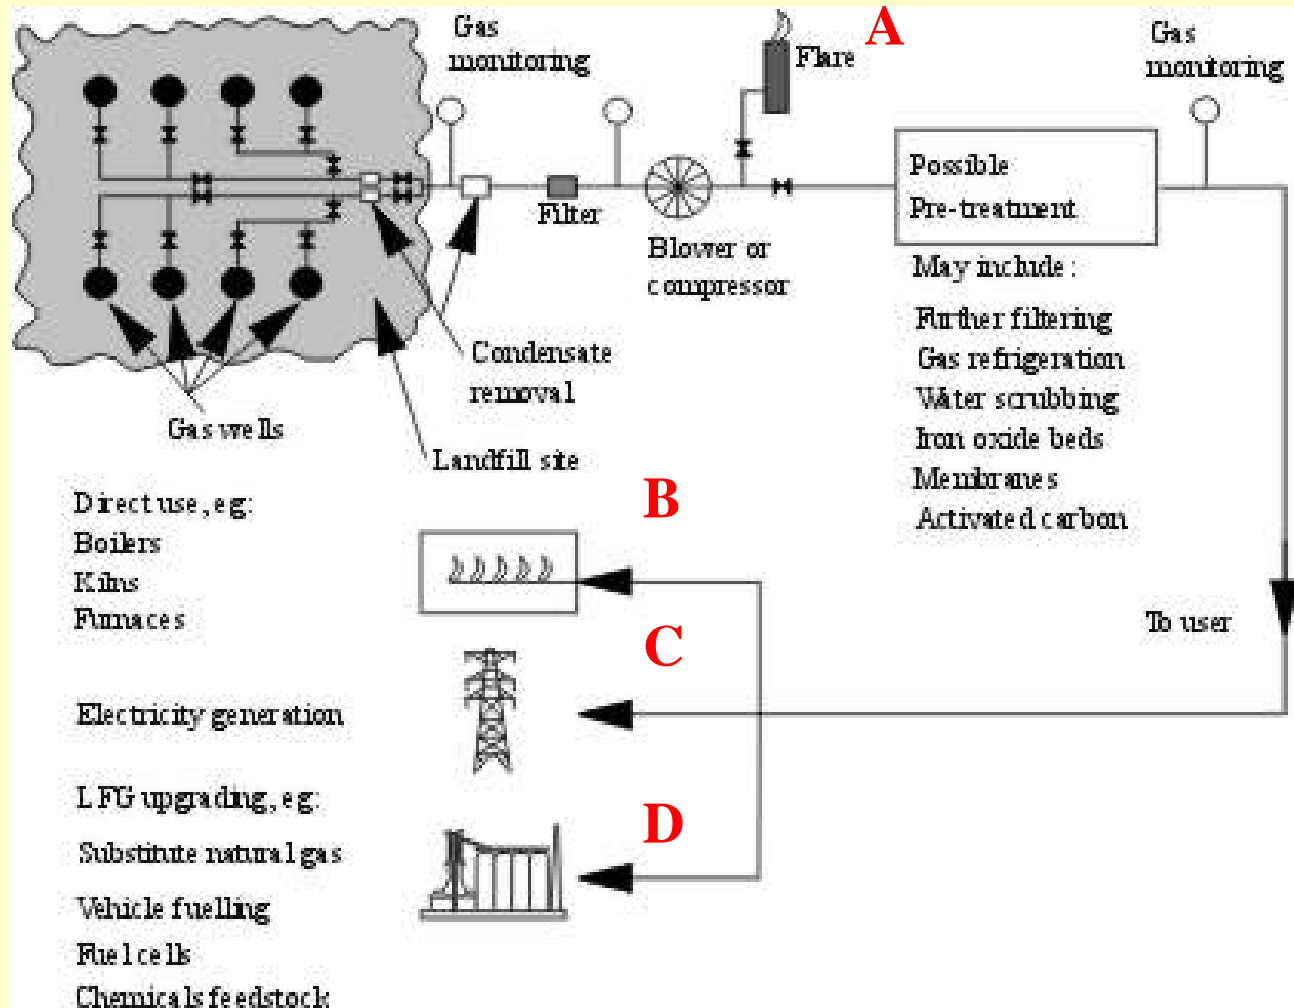 Gas
monitoring
A
Flare
Gas
monitoring
Possible
Pre-treatment
Filter
Blower or
compressor
May include:
Further filtering
Gas refrigeration
Water scrubbing
Iron oxide beds
Membranes
Activated carbon
Condensate
removal
Gas wells
Landfill site
B
Direct use, eg:
Boilers
Kilns
Furnaces
C
To user
Electricity generation
D
LFG upgrading, eg:
Substitute natural gas
Vehicle fuelling
Fuel cells
Chemicals feedstock